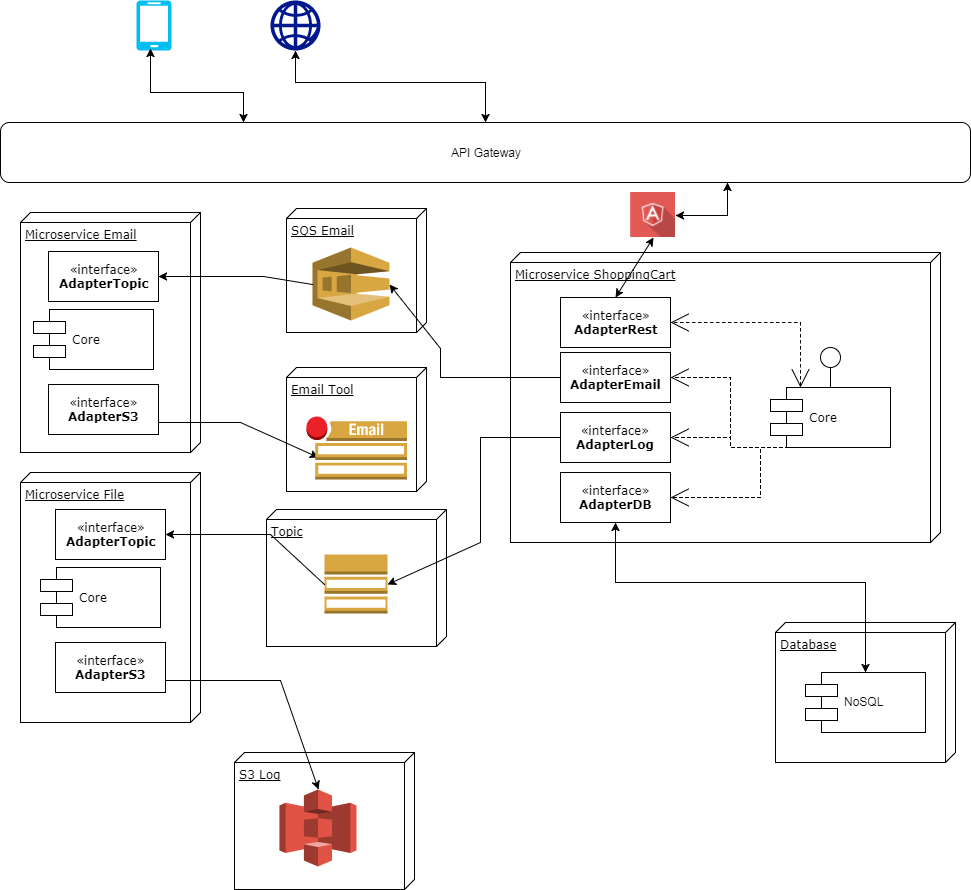 API Gateway
A
Microservice Email
«interface»
AdapterTopic
Core
«interface»
AdapterS3
SQS Email
Email Tool
Email
Microservice ShoppingCart
«interface»
AdapterRest
«interface»
AdapterEmail
«interface»
AdapterLog
«interface»
AdapterDB
Core
Microservice File
«interface»
AdapterTopic
Core
«interface»
AdapterS3
Topic
Database
NoSQL
S3 Log